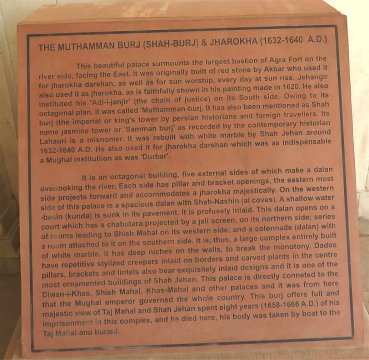 THE MUTHAMMAN BURJ (SHAH-BURJ) & JHAROKHA (1632-1640 A.D.)
This beautiful palace surmounts the largest bastion of Agra Fort on the
river side, facing the East. It was originally built of red stone by Akbar who used it
for jharokha darshan, as well as for sun worship, every day at sun rise. Jehangir
also used it as jharokha, as is faithfully shown in his painting made in 1620. He also
instituted his 'Adl-i-janjir' (the chain of justice) on its South side. Owing to its
octagonal plan, it was called 'Muthamman-burj. It has also been mentioned as Shah
burj (the imperial or king's tower by persian historians and foreign travellers. Its
name jasmine tower or 'Samman burj' as recorded by the contemporary historian
Lahauri is a misnomer. It was rebuilt with white marble by Shah Jehan around
1632-1640 A.D. He also used it for jharokha darshan which was as indispensable
a Mughal institution as was 'Durbar'.
It is an octagonal building, five external sides of which make a dalan
overlooking the river. Each side has pillar and bracket openings, the eastern most
side projects forward and accommodates a jharokha majestically. On the western
side of this palace is a spacious dalan with Shah-Nashin (al coves). A shallow water
-basin (kunda) is sunk in its pavement. It is profusely inlaid. This dalan opens on a
court which has a chabutara projected by a jali screen, on its northern side; series
of rooms leading to Shish Mahal on its western side; and a colonnade (dalan) with
a room attached to it on the southern side. It is, thus, a large complex entirely built
of white marble. It has deep niches on the walls, to break the monotony. Dados
have repetitive stylized creepers inlaid on borders and carved plants in the centre
pillars, brackets and lintels also bear exquisitely inlaid designs and it is one of the
most ornamented buildings of Shah Jehan. This palace is directly conneted to the
Diwan-i-Khas, Shish Mahal, Khas-Mahal and other palaces and it was from here
that the Mughal emperor governed the whole country. This burj offers full and
majestic view of Taj Mahal and Shah Jehan spent eight years (1658-1666 A.D.) of his
imprisonment in this complex, and he died here, his body was taken by boat to the
Taj Mahal and buried.